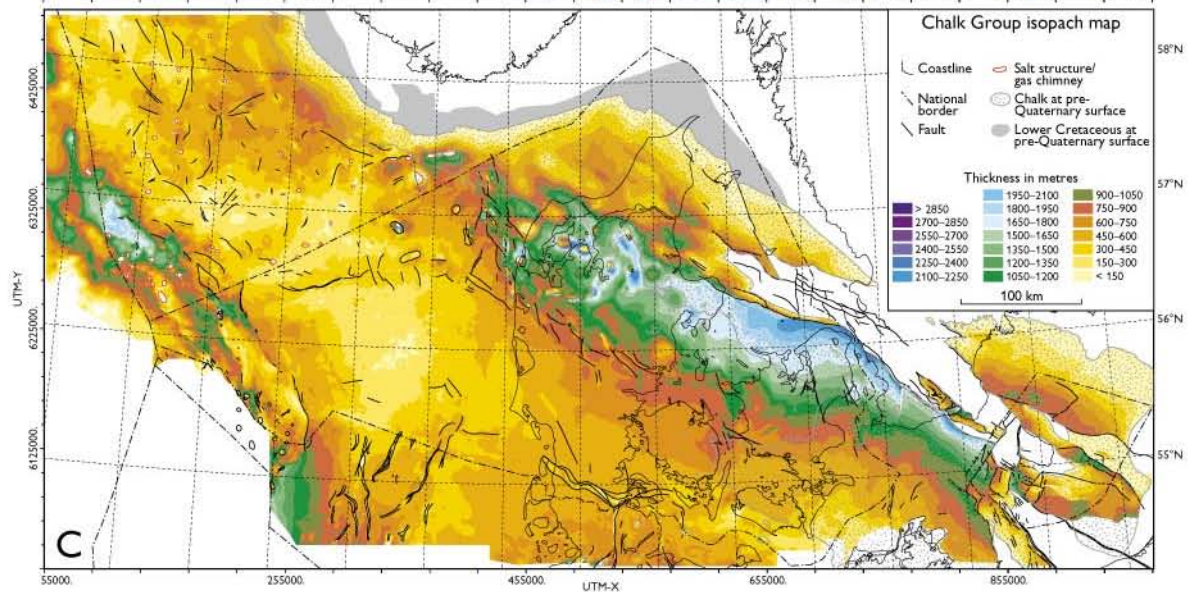 Chalk Group isopach map
Coastline
National
border
Fault
Salt structure/
gas chimney
Chalk at pre-
Quaternary surface
Lower Cretaceous at
pre-Quaternary surface
Thickness in metres
> 2850
2700–2850
2550–2700
2400–2550
2250–2400
2100–2250
1950–2100
1800–1950
1650–1800
1500–1650
1350–1500
1200–1350
1050–1200
900–1050
750–900
600–750
450–600
300–450
150–300
< 150
100 km
58°N
57°N
56°N
55°N
6425000.
6325000.
6225000.
6125000.
UTM-Y
C
55000.
255000.
455000.
655000.
855000.
UTM-X